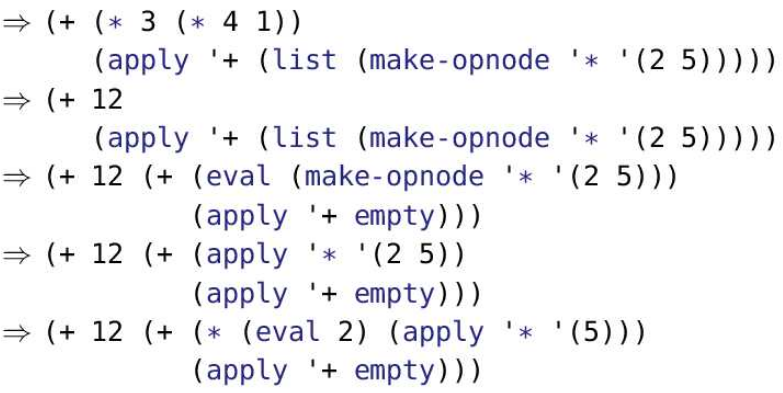 ⇒ (+ (* 3 (* 4 1))
(apply '+ (list (make-opnode '* '(2 5)))))
⇒ (+ 12
(apply '+ (list (make-opnode '* '(2 5)))))
⇒ (+ 12 (+ (eval (make-opnode '* '(2 5)))
(apply '+ empty)))
⇒ (+ 12 (+ (apply '* '(2 5))
(apply '+ empty)))
⇒ (+ 12 (+ (* (eval 2) (apply '* '(5)))
(apply '+ empty)))